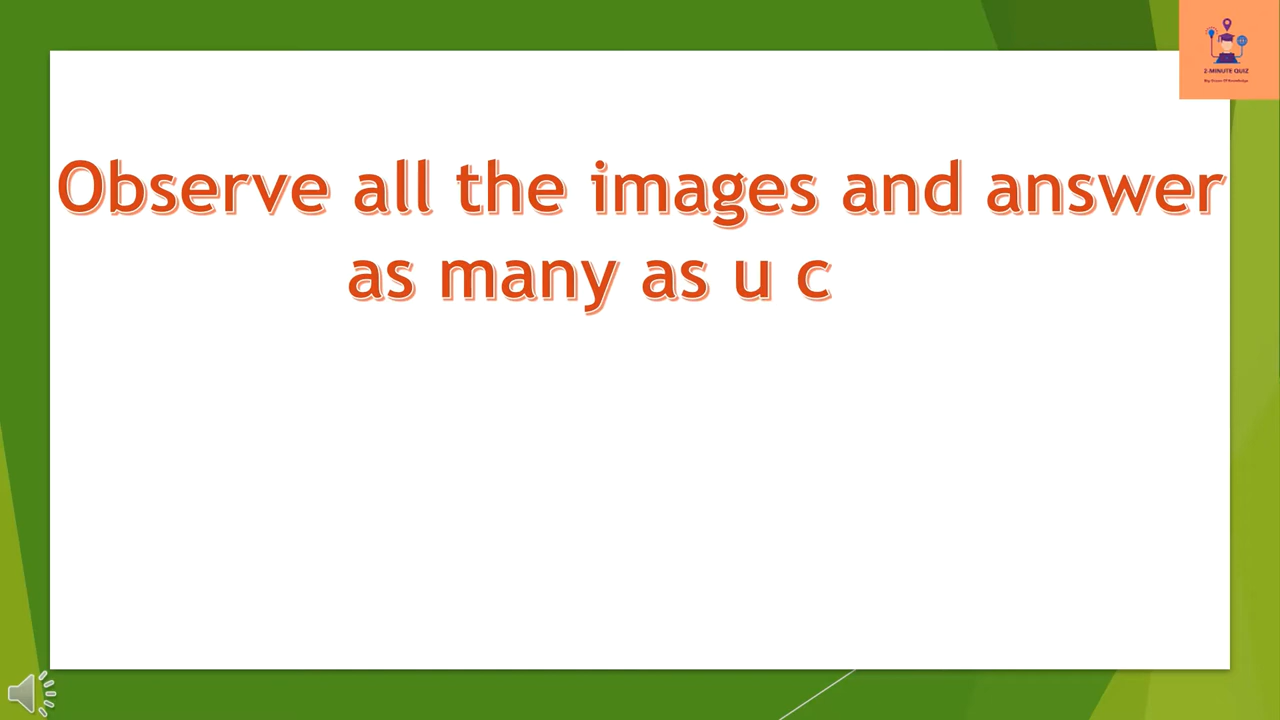 2-MINUTE QUIZ
Observe all the images and answer
as many as u c